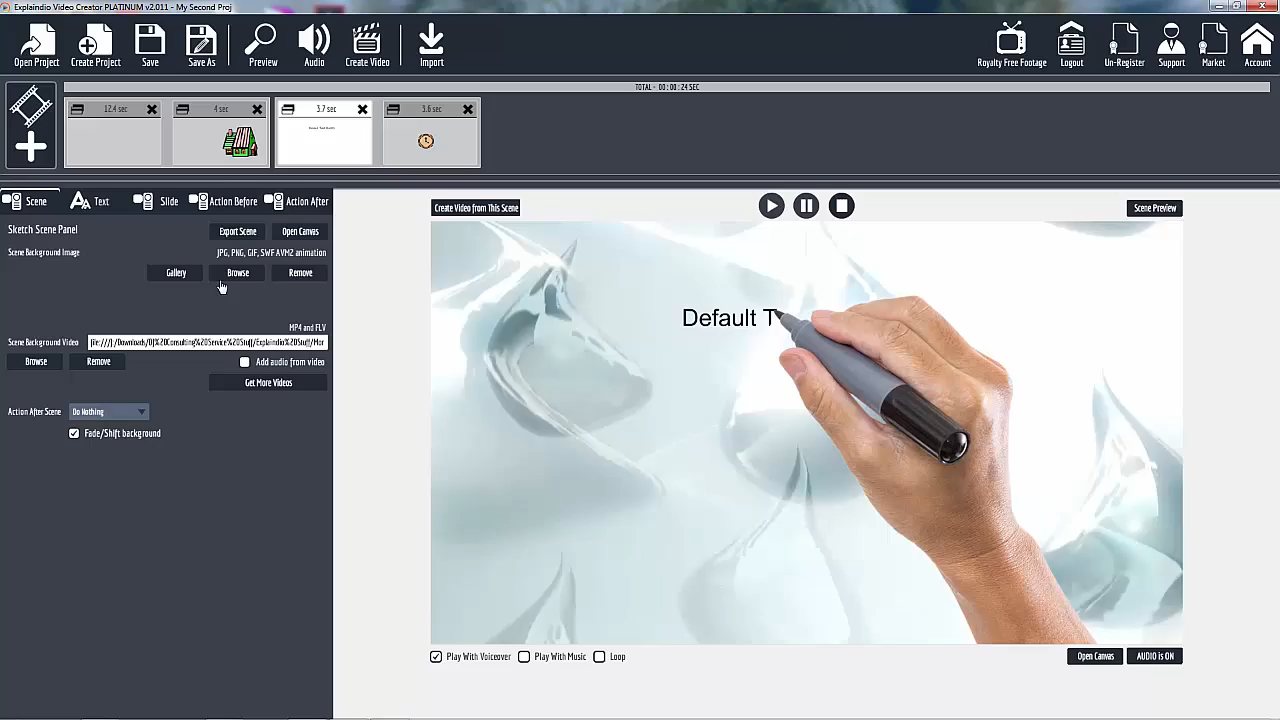 Explaindio Video Creator PLATINUM v2.011 - My Second Proj
Open Project Create Project Save Save As Preview Audio Create Video Import Royalty Free Footage Logout Un-Register Support Market Account
TOTAL - 00 : 00 : 24 SEC
12.4 sec 4 sec 3.7 sec 3.6 sec
Scene Text Slide Action Before Action After
Sketch Scene Panel Export Scene Open Canvas
Scene Background Image JPG, PNG, GIF, SWF AVM2 animation
Gallery Browse Remove
MP4 and FLV
Scene Background Video
Browse Remove Add audio from video
Get More Videos
Action After Scene Do Nothing
Fade/Shift background
Create Video from This Scene Scene Preview
Default T
Play With Voiceover Play With Music Loop Open Canvas AUDIO is ON